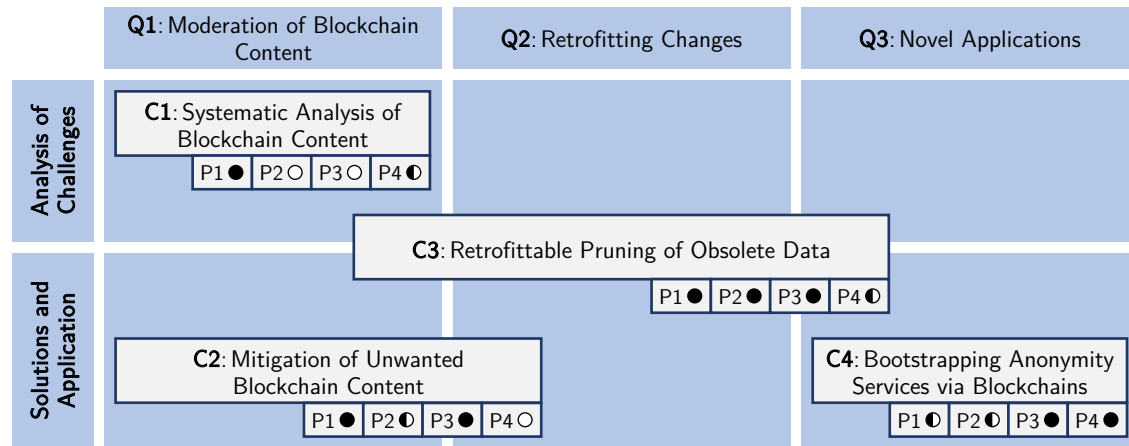 Q1: Moderation of Blockchain
Content
Q2: Retrofitting Changes
Q3: Novel Applications
Analysis of
Challenges
C1: Systematic Analysis of
Blockchain Content
P1 ● P2 ○ P3 ○ P4 ◐
C3: Retrofittable Pruning of Obsolete Data
P1 ● P2 ● P3 ● P4 ◐
Solutions and
Application
C2: Mitigation of Unwanted
Blockchain Content
P1 ● P2 ◐ P3 ● P4 ○
C4: Bootstrapping Anonymity
Services via Blockchains
P1 ◐ P2 ◐ P3 ● P4 ●